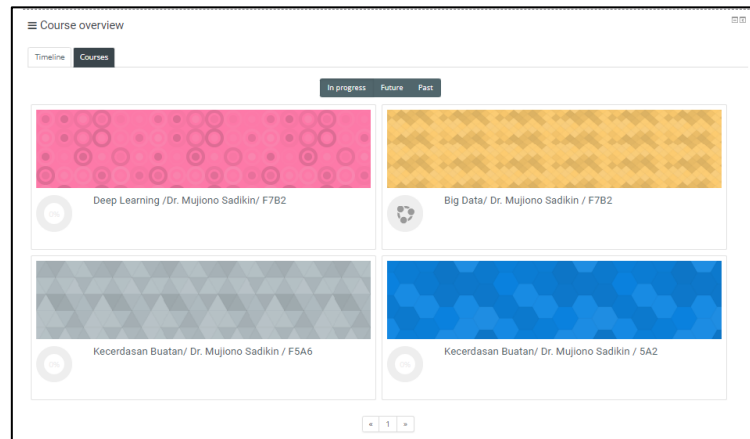 Course overview
Timeline
Courses
In progress
Future
Past
Deep Learning /Dr. Mujiono Sadikin/ F7B2
Big Data/ Dr. Mujiono Sadikin / F7B2
Kecerdasan Buatan/ Dr. Mujiono Sadikin / F5A6
Kecerdasan Buatan/ Dr. Mujiono Sadikin / 5A2
« 1 »